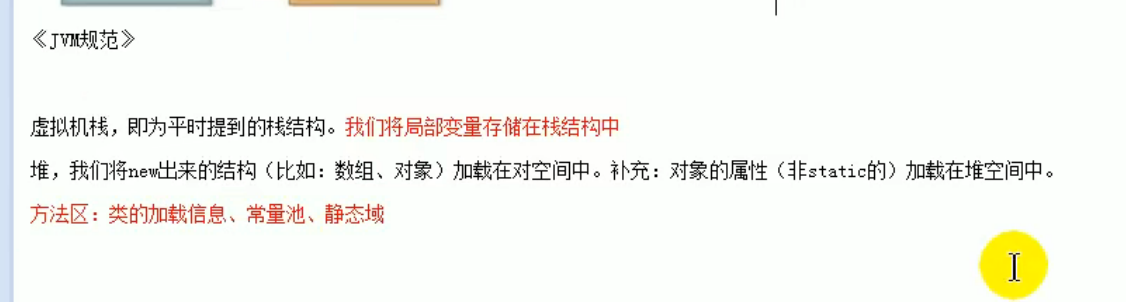 《JVM规范》
虚拟机栈，即为平时提到的栈结构。我们将局部变量存储在栈结构中
堆，我们将new出来的结构（比如：数组、对象）加载在对空间中。补充：对象的属性（非static的）加载在堆空间中。
方法区：类的加载信息、常量池、静态域